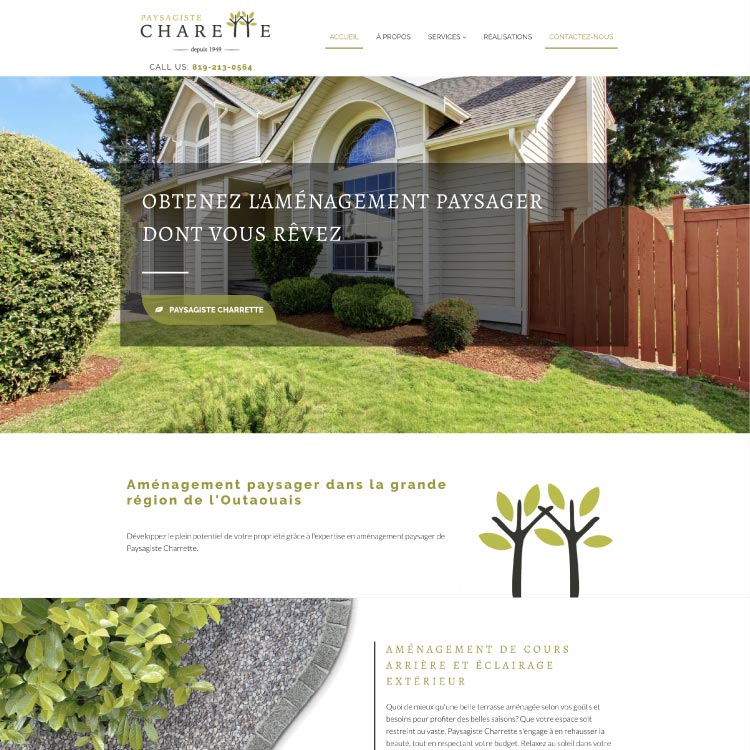 PAYSAGISTE
CHARETTE
depuis 1949
CALL US: 819-213-0564
ACCUEIL À PROPOS SERVICES RÉALISATIONS CONTACTEZ-NOUS
OBTENEZ L'AMÉNAGEMENT PAYSAGER
DONT VOUS RÊVEZ
PAYSAGISTE CHARRETTE
Aménagement paysager dans la grande
région de l'Outaouais
Développez le plein potentiel de votre propriété grâce à l'expertise en aménagement paysager de
Paysagiste Charrette.
AMÉNAGEMENT DE COURS
ARRIÈRE ET ÉCLAIRAGE
EXTÉRIEUR
Quoi de mieux qu'une belle terrasse aménagée selon vos goûts et
besoins pour profiter des belles saisons? Que votre espace soit
restreint ou vaste, Paysagiste Charrette s'engage à en rehausser la
beauté, tout en respectant votre budget. Relaxez au soleil dans votre